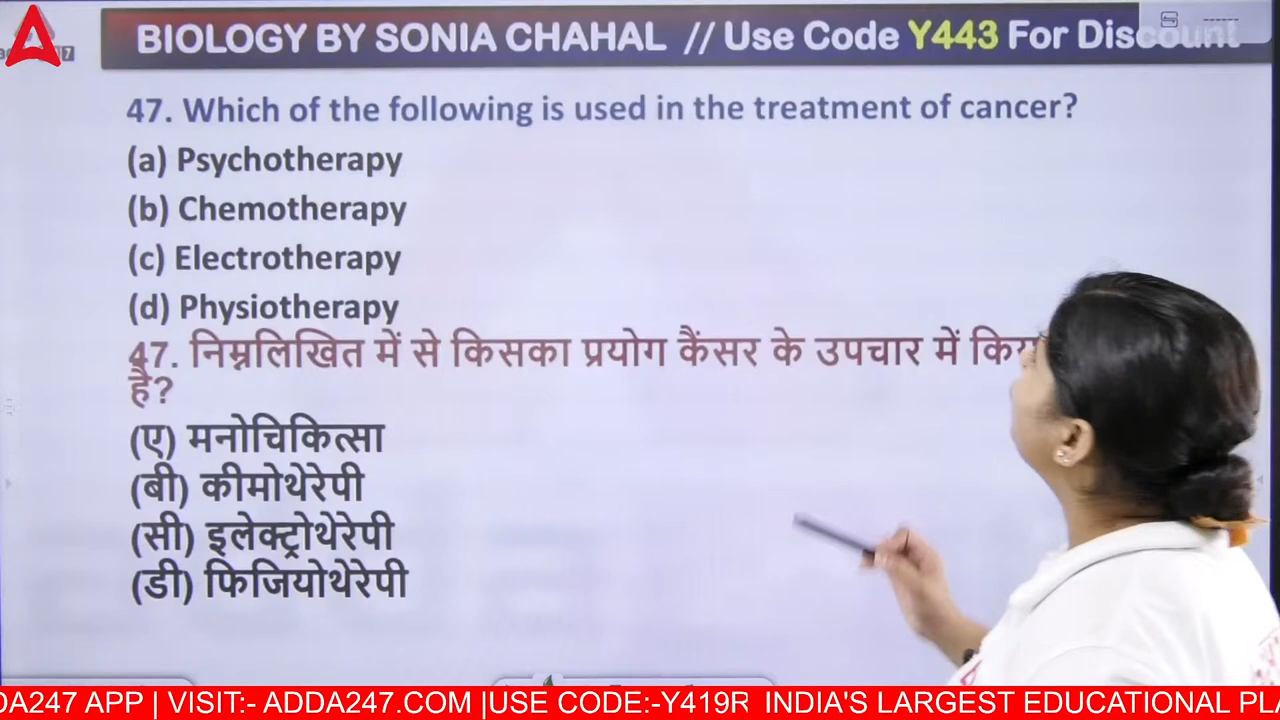 BIOLOGY BY SONIA CHAHAL // Use Code Y443 For Discount
47. Which of the following is used in the treatment of cancer?
(a) Psychotherapy
(b) Chemotherapy
(c) Electrotherapy
(d) Physiotherapy
47. निम्नलिखित में से किसका प्रयोग कैंसर के उपचार में
है?
(ए) मनोचिकित्सा
(बी) कीमोथेरेपी
(सी) इलेक्ट्रोथेरेपी
(डी) फिजियोथेरेपी
DA247 APP | VISIT:- ADDA247.COM |USE CODE:-Y419R INDIA'S LARGEST EDUCATIONAL PLA